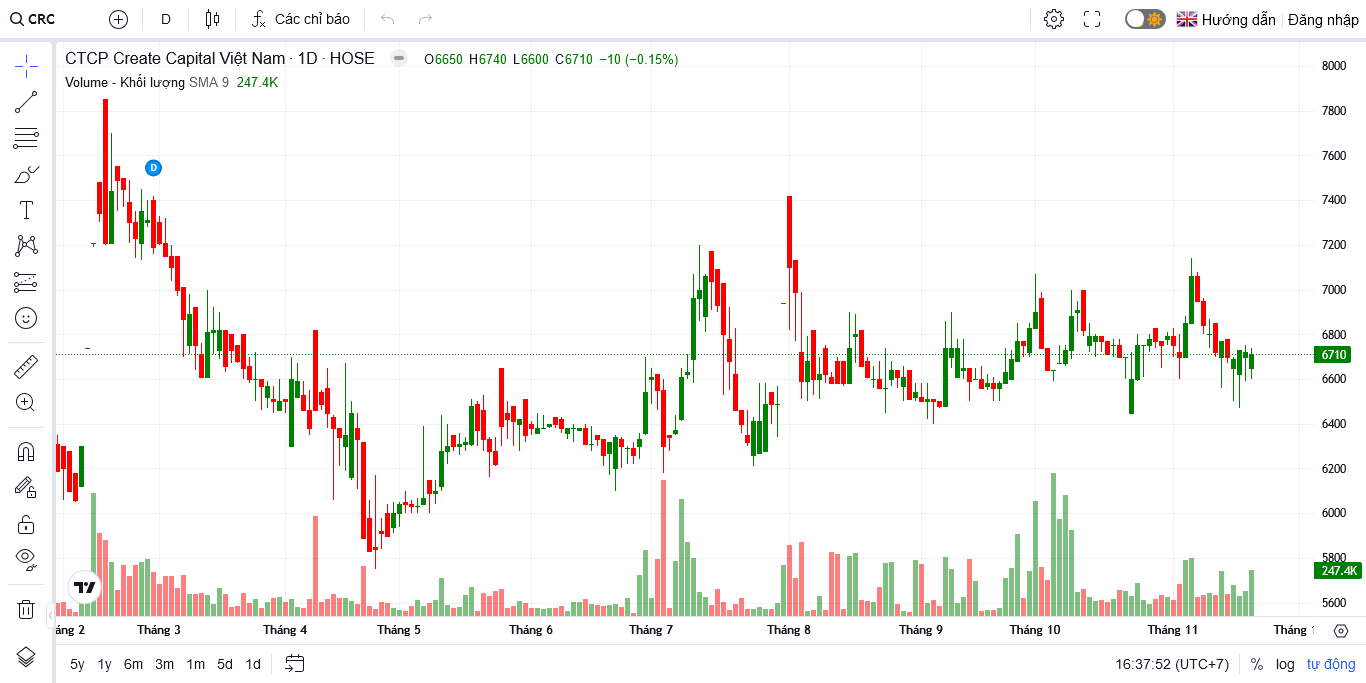 CRC D Các chỉ báo Hướng dẫn Đăng nhập
CTCP Create Capital Việt Nam · 1D · HOSE O6650 H6740 L6600 C6710 −10 (−0.15%)
Volume - Khối lượng SMA 9 247.4K
D
8000
7800
7600
7400
7200
7000
6800
6710
6600
6400
6200
6000
5800
247.4K
5600
áng 2 Tháng 3 Tháng 4 Tháng 5 Tháng 6 Tháng 7 Tháng 8 Tháng 9 Tháng 10 Tháng 11 Tháng 1
5y 1y 6m 3m 1m 5d 1d 16:37:52 (UTC+7) % log tự động